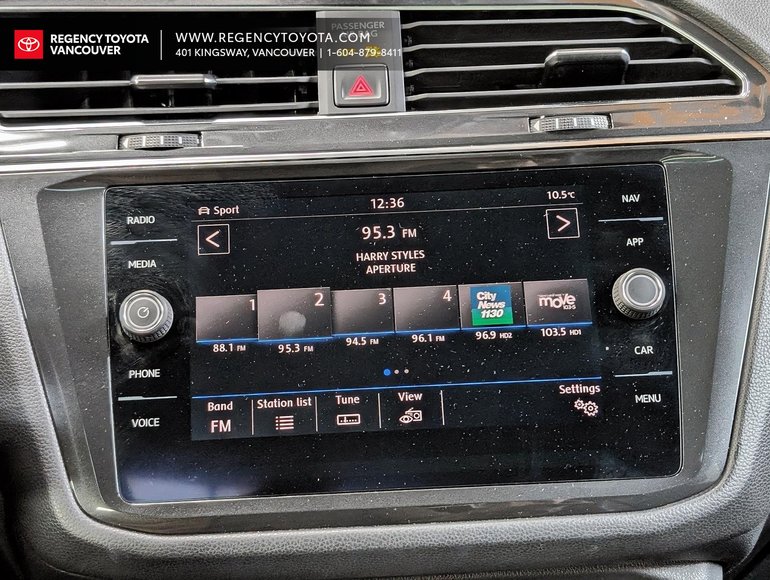 REGENCY TOYOTA
VANCOUVER
WWW.REGENCYTOYOTA.COM
401 KINGSWAY, VANCOUVER | 1-604-879-8411
PASSENGER
RADIO
MEDIA
PHONE
VOICE
NAV
APP
CAR
MENU
Sport
12:36
10.5°C
<
95.3 FM
>
HARRY STYLES
APERTURE
1
2
3
4
City
News
1130
move
103.5
88.1 FM
95.3 FM
94.5 FM
96.1 FM
96.9 HD2
103.5 HD1
Band
FM
Station list
Tune
View
Settings